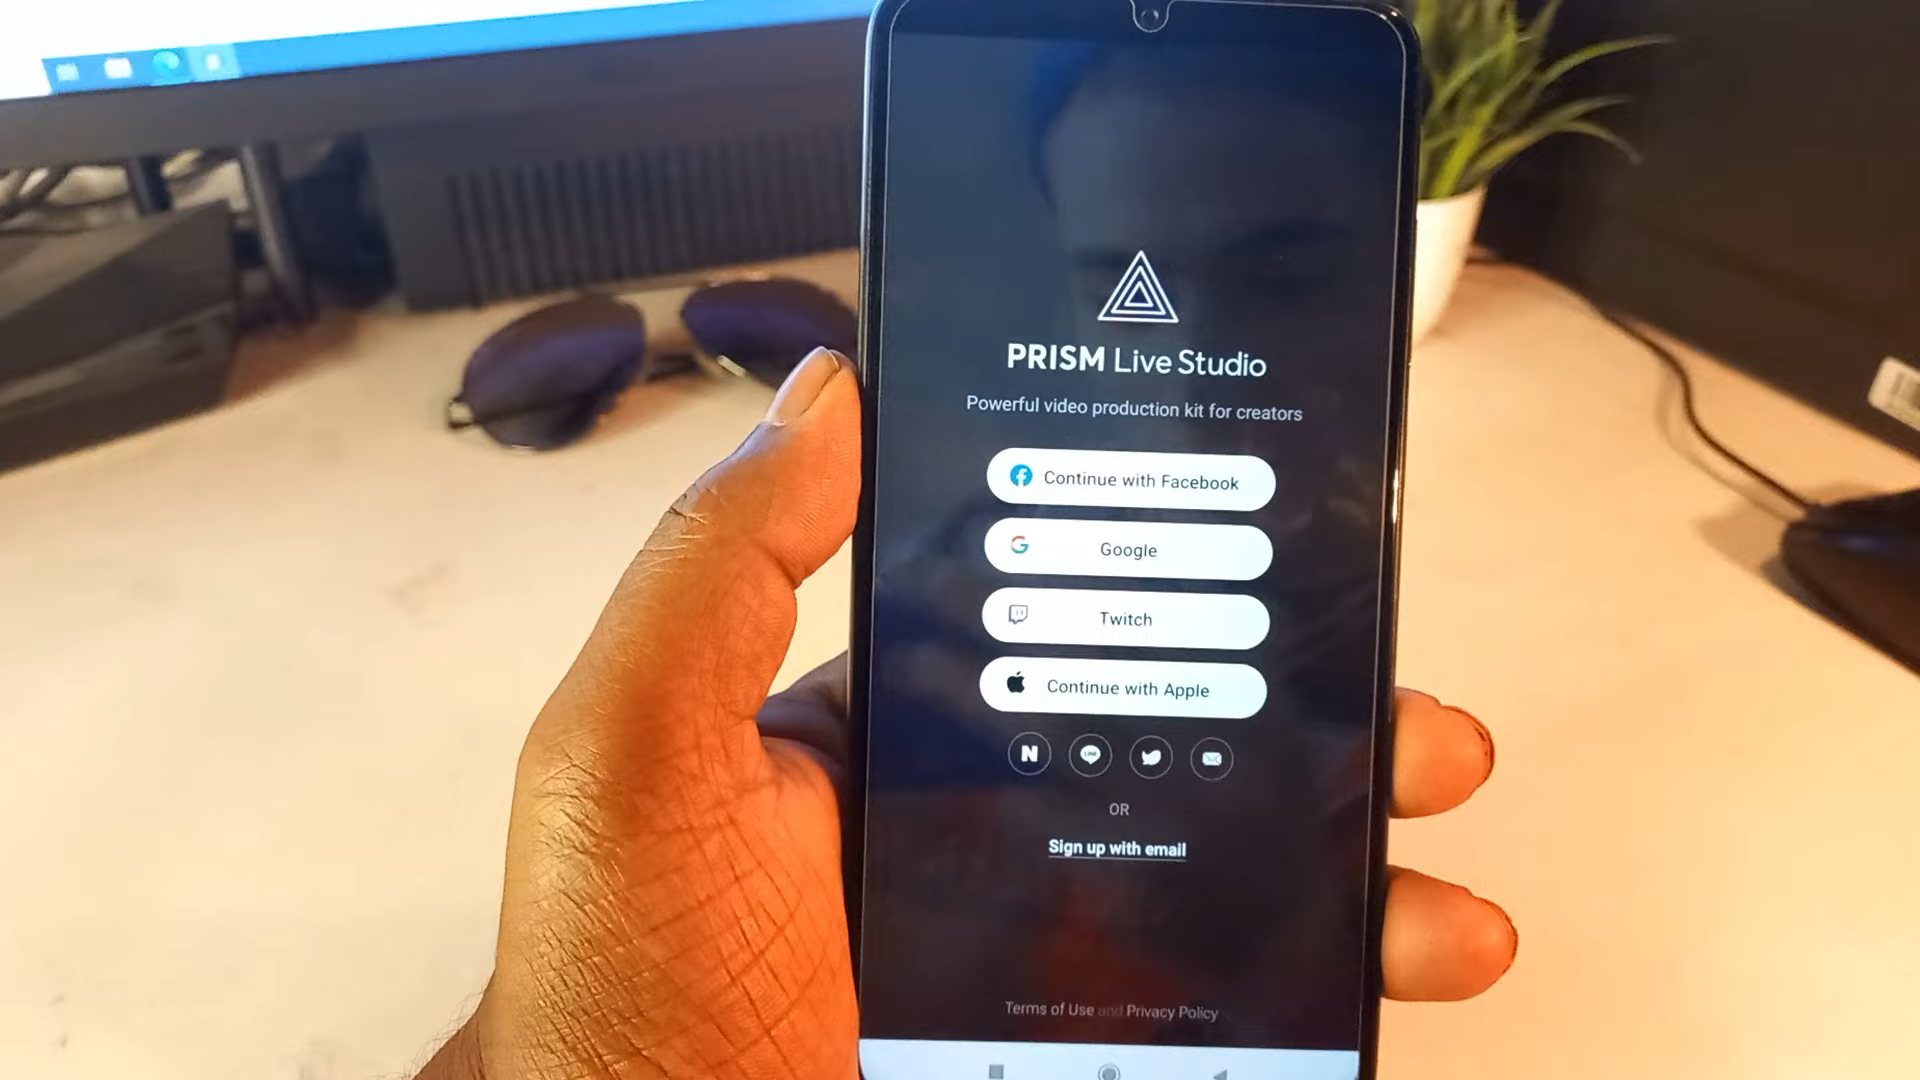 PRISM Live Studio
Powerful video production kit for creators
Continue with Facebook
Google
Twitch
Continue with Apple
N
LINE
OR
Sign up with email
Terms of Use and Privacy Policy